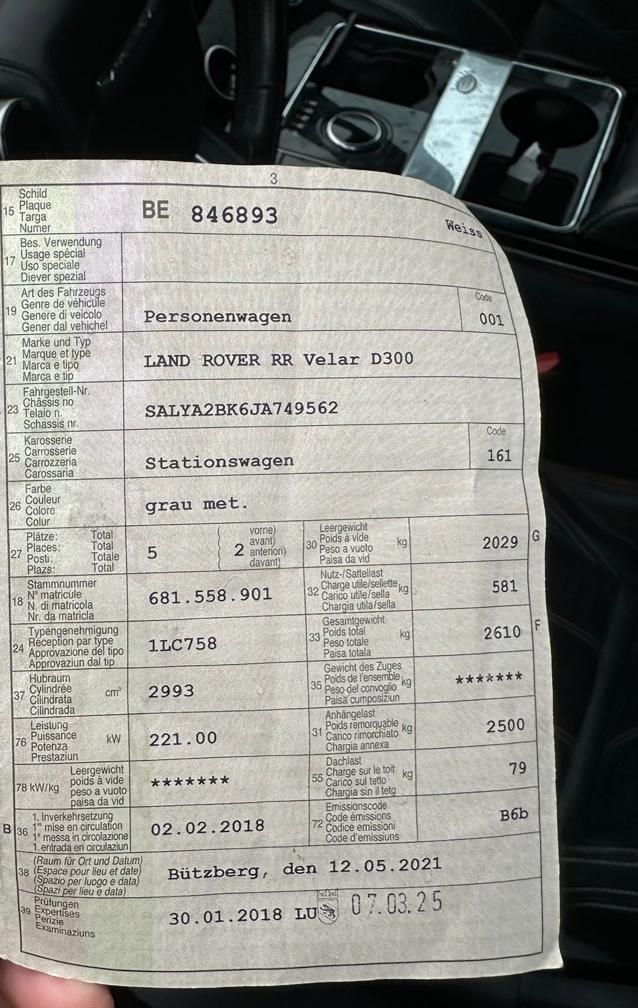 3
15 Schild Plaque Targa Numer BE 846893 Weiss
17 Bes. Verwendung Usage spécial Uso speciale Diever spezial
19 Art des Fahrzeugs Genre de véhicule Genere di veicolo Gener dal vehichel Personenwagen Code 001
21 Marke und Typ Marque et type Marca e tipo Marca e tip LAND ROVER RR Velar D300
23 Fahrgestell-Nr. Châssis no Telaio n. Schassis nr. SALYA2BK6JA749562
25 Karosserie Carrosserie Carrozzeria Carossaria Stationswagen Code 161
26 Farbe Couleur Colore Colur grau met.
27 Plätze: Total Places: Total Posti: Totale Plazs: Total 5 ( 2 vorne) avant) anteriori) davant)
30 Leergewicht Poids à vide Peso a vuoto Paisa da vid kg 2029 G
18 Stammnummer N° matricule N. di matricola Nr. da matricla 681.558.901
32 Nutz-/Sattellast Charge utile/sellette Carico utile/sella Chargia utila/sella kg 581
24 Typengenehmigung Réception par type Approvazione del tipo Approvaziun dal tip 1LC758
33 Gesamtgewicht Poids total Peso totale Paisa totala kg 2610 F
37 Hubraum Cylindrée Cilindrata Cilindrada cm³ 2993
35 Gewicht des Zuges Poids de l'ensemble Peso del convoglio Paisa cumposiziun kg *******
76 Leistung Puissance Potenza Prestaziun kW 221.00
31 Anhängelast Poids remorquable Carico rimorchiato Chargia annexa kg 2500
78 kW/kg Leergewicht poids à vide peso a vuoto paisa da vid *******
55 Dachlast Charge sur le toit Carico sul tetto Chargia sin il tetg kg 79
B 36 1. Inverkehrsetzung 1re mise en circulation 1a messa in circolazione 1. entrada en circulaziun 02.02.2018
72 Emissionscode Code émissions Codice emissioni Code d'emissiuns B6b
38 (Raum für Ort und Datum) (Espace pour lieu et date) (Spazio per luogo e data) (Spazi per lieu e data) Bützberg, den 12.05.2021
39 Prüfungen Expertises Perizie Examinaziuns 30.01.2018 LU 07.03.25